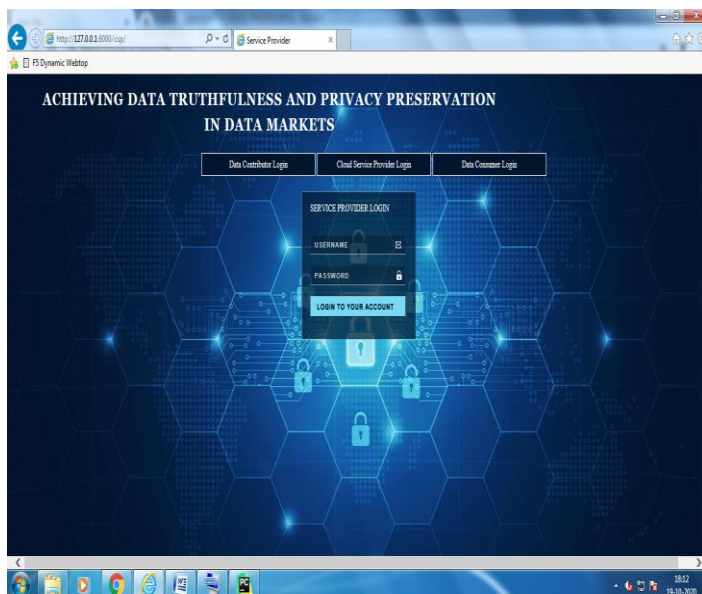 http://127.0.0.1:8000/csp/
Service Provider
F5 Dynamic Webtop
ACHIEVING DATA TRUTHFULNESS AND PRIVACY PRESERVATION
IN DATA MARKETS
Data Contributor Login
Cloud Service Provider Login
Data Consumer Login
SERVICE PROVIDER LOGIN
USERNAME
PASSWORD
LOGIN TO YOUR ACCOUNT
PC
18:12
19-10-2020